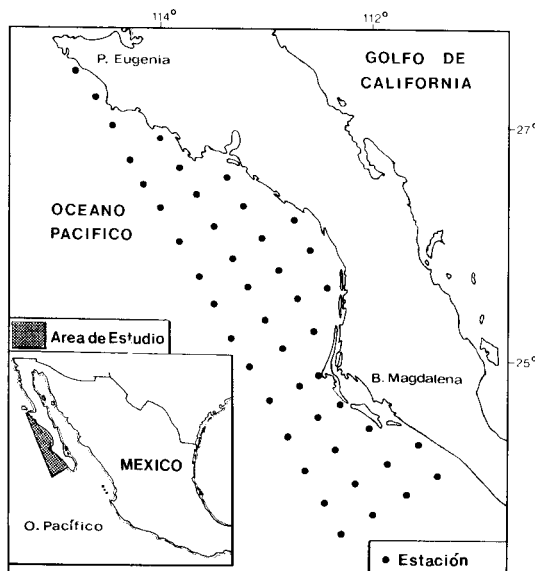 114°
112°
P. Eugenia
GOLFO DE
CALIFORNIA
27°
OCEANO
PACIFICO
Area de Estudio
25°
B. Magdalena
MEXICO
O. Pacífico
Estación